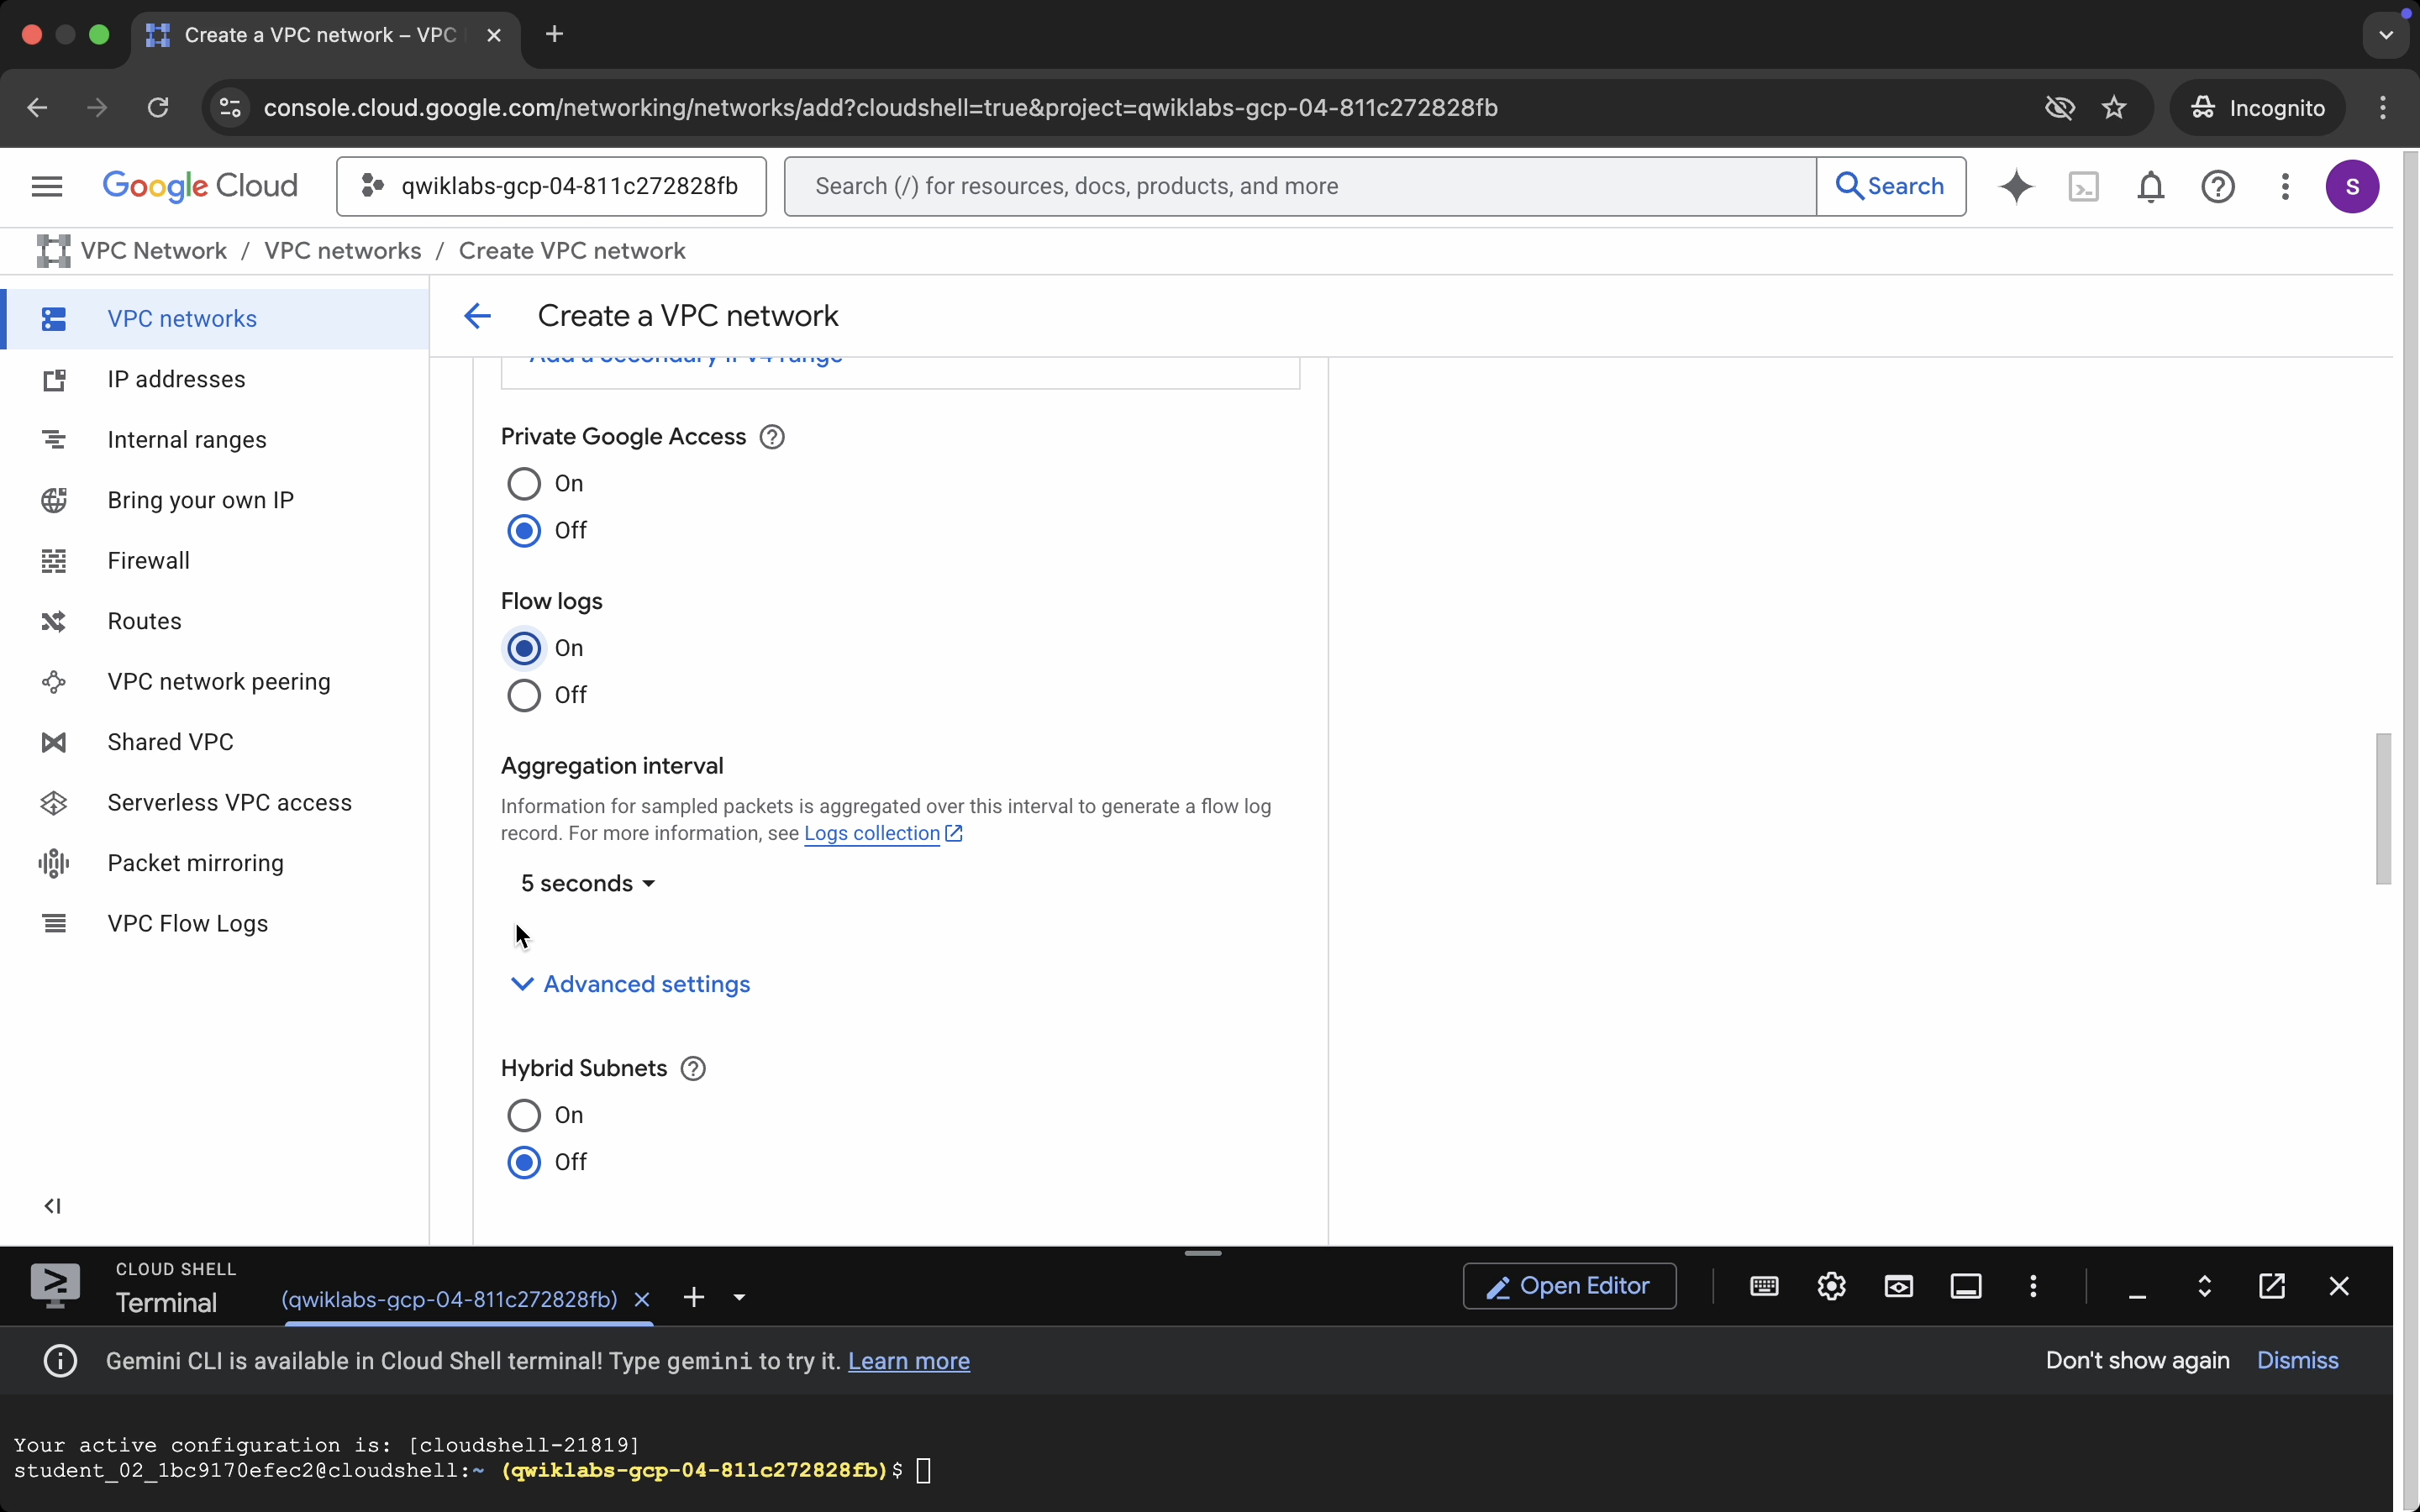 Create a VPC network – VPC
console.cloud.google.com/networking/networks/add?cloudshell=true&project=qwiklabs-gcp-04-811c272828fb
Incognito
Google Cloud
qwiklabs-gcp-04-811c272828fb
Search (/) for resources, docs, products, and more
Search
S
VPC Network / VPC networks / Create VPC network
VPC networks
IP addresses
Internal ranges
Bring your own IP
Firewall
Routes
VPC network peering
Shared VPC
Serverless VPC access
Packet mirroring
VPC Flow Logs
Create a VPC network
Add a secondary IPv4 range
Private Google Access
On
Off
Flow logs
On
Off
Aggregation interval
Information for sampled packets is aggregated over this interval to generate a flow log
record. For more information, see Logs collection
5 seconds
Advanced settings
Hybrid Subnets
On
Off
CLOUD SHELL
Terminal
(qwiklabs-gcp-04-811c272828fb)
Open Editor
Gemini CLI is available in Cloud Shell terminal! Type gemini to try it. Learn more
Don't show again
Dismiss
Your active configuration is: [cloudshell-21819]
student_02_1bc9170efec2@cloudshell:~ (qwiklabs-gcp-04-811c272828fb)$